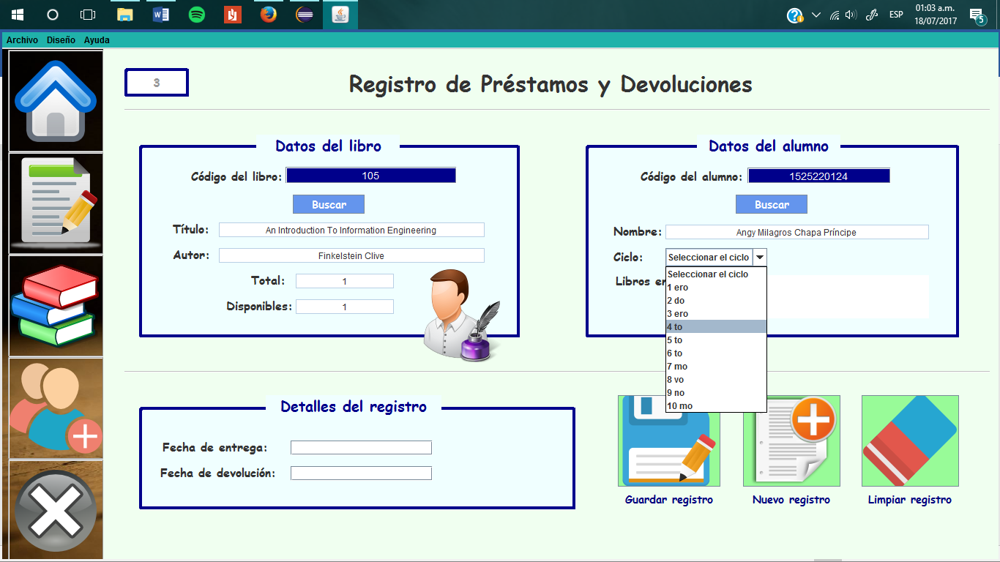 01:03 a.m.
ESP
18/07/2017
5
Archivo Diseño Ayuda
3
Registro de Préstamos y Devoluciones
Datos del libro
Código del libro: 105
Buscar
Título: An Introduction To Information Engineering
Autor: Finkelstein Clive
Total: 1
Disponibles: 1
Datos del alumno
Código del alumno: 1525220124
Buscar
Nombre: Angy Milagros Chapa Príncipe
Ciclo: Seleccionar el ciclo
Libros
Seleccionar el ciclo
1 ero
2 do
3 ero
4 to
5 to
6 to
7 mo
8 vo
9 no
10 mo
Detalles del registro
Fecha de entrega:
Fecha de devolución:
Guardar registro
Nuevo registro
Limpiar registro